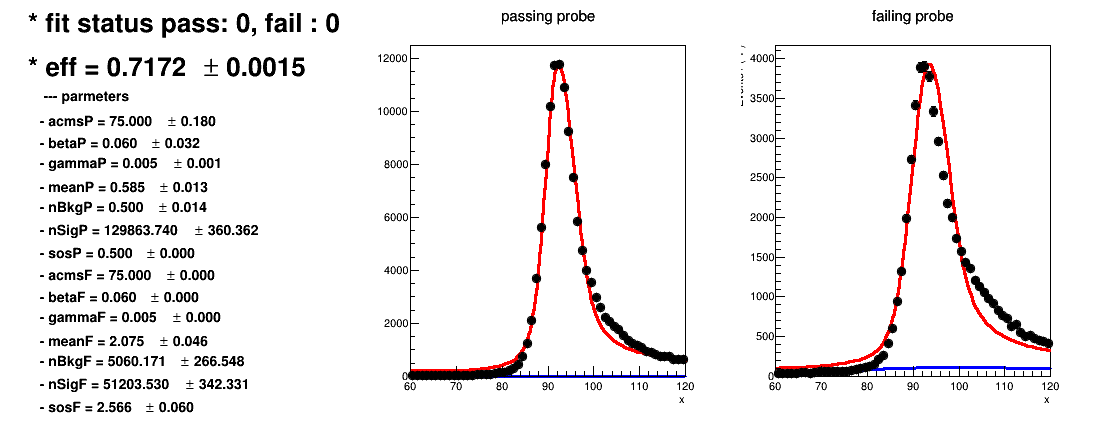 * fit status pass: 0, fail : 0
* eff = 0.7172 ± 0.0015
--- parmeters
- acmsP = 75.000 ± 0.180
- betaP = 0.060 ± 0.032
- gammaP = 0.005 ± 0.001
- meanP = 0.585 ± 0.013
- nBkgP = 0.500 ± 0.014
- nSigP = 129863.740 ± 360.362
- sosP = 0.500 ± 0.000
- acmsF = 75.000 ± 0.000
- betaF = 0.060 ± 0.000
- gammaF = 0.005 ± 0.000
- meanF = 2.075 ± 0.046
- nBkgF = 5060.171 ± 266.548
- nSigF = 51203.530 ± 342.331
- sosF = 2.566 ± 0.060
passing probe
12000
10000
8000
6000
4000
2000
0
60 70 80 90 100 110 120
x
failing probe
4000
3500
3000
2500
2000
1500
1000
500
0
60 70 80 90 100 110 120
x